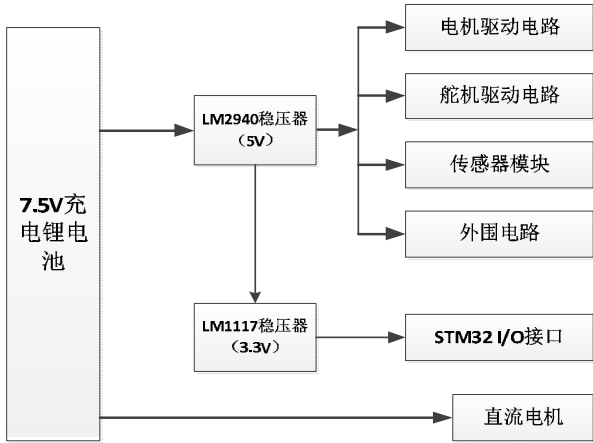 7.5V充
电锂电
池
LM2940稳压器
（5V）
电机驱动电路
舵机驱动电路
传感器模块
外围电路
LM1117稳压器
（3.3V）
STM32 I/O接口
直流电机